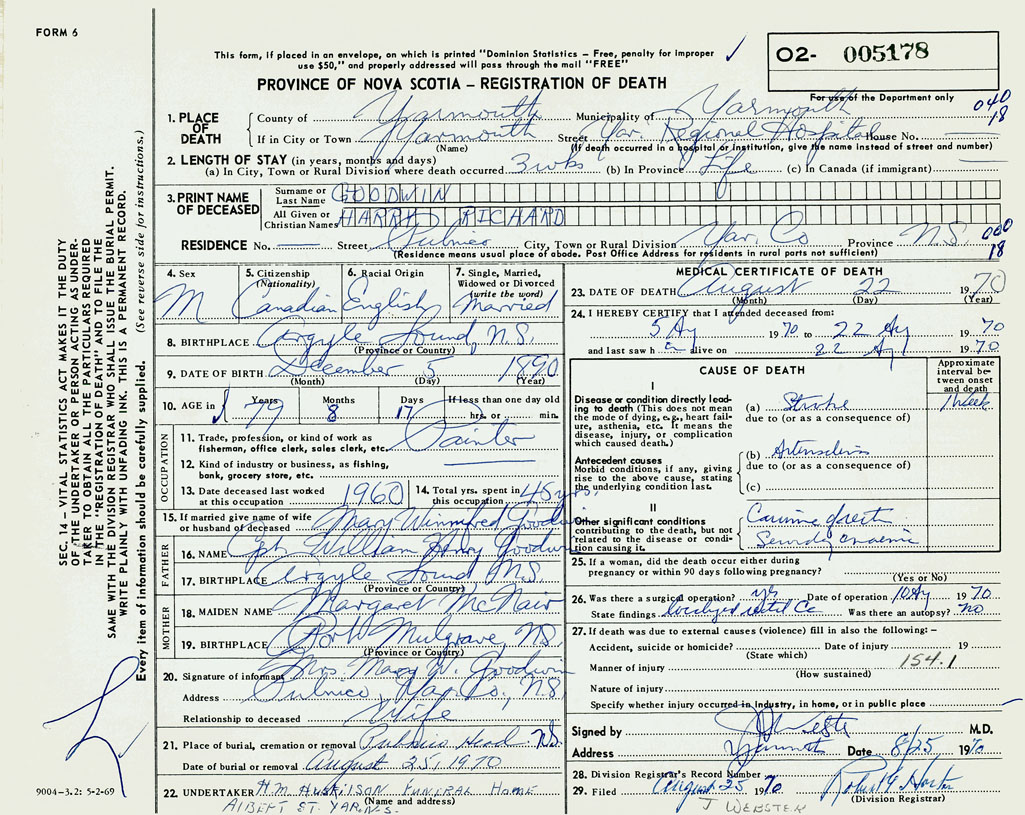 FORM 6
This form, if placed in an envelope, on which is printed "Dominion Statistics – Free, penalty for improper
use $50," and properly addressed will pass through the mail "FREE"
O2- 005178
PROVINCE OF NOVA SCOTIA – REGISTRATION OF DEATH
For use of the Department only
040
18
1. PLACE OF DEATH
County of Yarmouth Municipality of Yarmouth
If in City or Town Yarmouth Street Yar. Regional Hospital House No.
(Name) (If death occurred in a hospital or institution, give the name instead of street and number)
2. LENGTH OF STAY (in years, months and days)
(a) In City, Town or Rural Division where death occurred 3 wks (b) In Province Life (c) In Canada (if immigrant)
3. PRINT NAME OF DECEASED
Surname or Last Name GOODWIN
All Given or Christian Names HARRY RICHARD
RESIDENCE No. Street Pubnico City, Town or Rural Division Yar. Co Province N.S.
(Residence means usual place of abode. Post Office Address for residents in rural parts not sufficient)
000
18
4. Sex M
5. Citizenship (Nationality) Canadian
6. Racial Origin English
7. Single, Married, Widowed or Divorced (write the word) Married
8. BIRTHPLACE Argyle Sound, N.S.
(Province or Country)
9. DATE OF BIRTH December 5 1890
(Month) (Day) (Year)
10. AGE in Years 79 Months 8 Days 17 If less than one day old hrs. or min.
OCCUPATION
11. Trade, profession, or kind of work as
fisherman, office clerk, sales clerk, etc. Painter
12. Kind of industry or business, as fishing,
bank, grocery store, etc.
13. Date deceased last worked at this occupation 1960
14. Total yrs. spent in this occupation 45 yrs.
15. If married give name of wife
or husband of deceased Mary Winnifred Goodwin
FATHER
16. NAME Cpt. William Henry Goodwin
17. BIRTHPLACE Argyle Sound N.S.
(Province or Country)
MOTHER
18. MAIDEN NAME Margaret McNair
19. BIRTHPLACE Port Mulgrave, N.S.
(Province or Country)
20. Signature of informant Mrs Mary W. Goodwin
Address Pubnico, Yar. Co., N.S.
Relationship to deceased Wife
21. Place of burial, cremation or removal Pubnico Head N.S.
Date of burial or removal August 25, 1970
22. UNDERTAKER H.M. HUSKILSON FUNERAL HOME
(Name and address)
ALBERT ST. YAR. N.S.
MEDICAL CERTIFICATE OF DEATH
23. DATE OF DEATH August 22 1970
(Month) (Day) (Year)
24. I HEREBY CERTIFY that I attended deceased from:
5 Ag 1970 to 22 Ag 1970
and last saw h alive on 22 Ag 1970
CAUSE OF DEATH
Approximate interval between onset and death
I
Disease or condition directly leading to death (This does not mean the mode of dying, e.g., heart failure, asthenia, etc. It means the disease, injury, or complication which caused death.)
(a) Stroke 1 week
due to (or as a consequence of)
Antecedent causes
Morbid conditions, if any, giving rise to the above cause, stating the underlying condition last.
(b)
due to (or as a consequence of)
(c)
II
Other significant conditions contributing to the death, but not related to the disease or condition causing it.
25. If a woman, did the death occur either during
pregnancy or within 90 days following pregnancy?
(Yes or No)
26. Was there a surgical operation? yes Date of operation 10 Ag 1970
State findings Was there an autopsy? no
27. If death was due to external causes (violence) fill in also the following: –
Accident, suicide or homicide? Date of injury 19
(State which)
Manner of injury 154.1
(How sustained)
Nature of injury
Specify whether injury occurred in industry, in home, or in public place
Signed by M.D.
Address Yarmouth Date 8/25 1970
28. Division Registrar's Record Number
29. Filed August 25 1970
(Division Registrar)
J WEBSTER
SEC. 14 – VITAL STATISTICS ACT MAKES IT THE DUTY
OF THE UNDERTAKER OR PERSON ACTING AS UNDER-
TAKER TO OBTAIN ALL THE PARTICULARS REQUIRED
IN THE "REGISTRATION OF DEATH" AND TO FILE THE
SAME WITH THE DIVISION REGISTRAR WHO SHALL ISSUE THE BURIAL PERMIT.
WRITE PLAINLY WITH UNFADING INK. THIS IS A PERMANENT RECORD.
Every item of information should be carefully supplied. (See reverse side for instructions.)
9004–3.2: 5-2-69